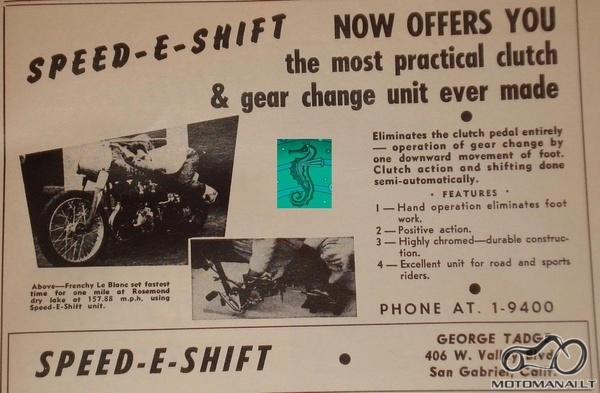 SPEED-E-SHIFT
NOW OFFERS YOU
the most practical clutch
& gear change unit ever made
Eliminates the clutch pedal entirely
— operation of gear change by
one downward movement of foot.
Clutch action and shifting done
semi-automatically.
• FEATURES •
1 — Hand operation eliminates foot
work.
2 — Positive action.
3 — Highly chromed—durable construc-
tion.
4 — Excellent unit for road and sports
riders.
Above—Frenchy Le Blanc set fastest
time for one mile at Rosemond
dry lake at 157.88 m.p.h. using
Speed-E-Shift unit.
PHONE AT. 1-9400
SPEED-E-SHIFT
GEORGE TADGE
406 W. Valley Blvd.
San Gabriel, Calif.
MOTOMANAI.LT